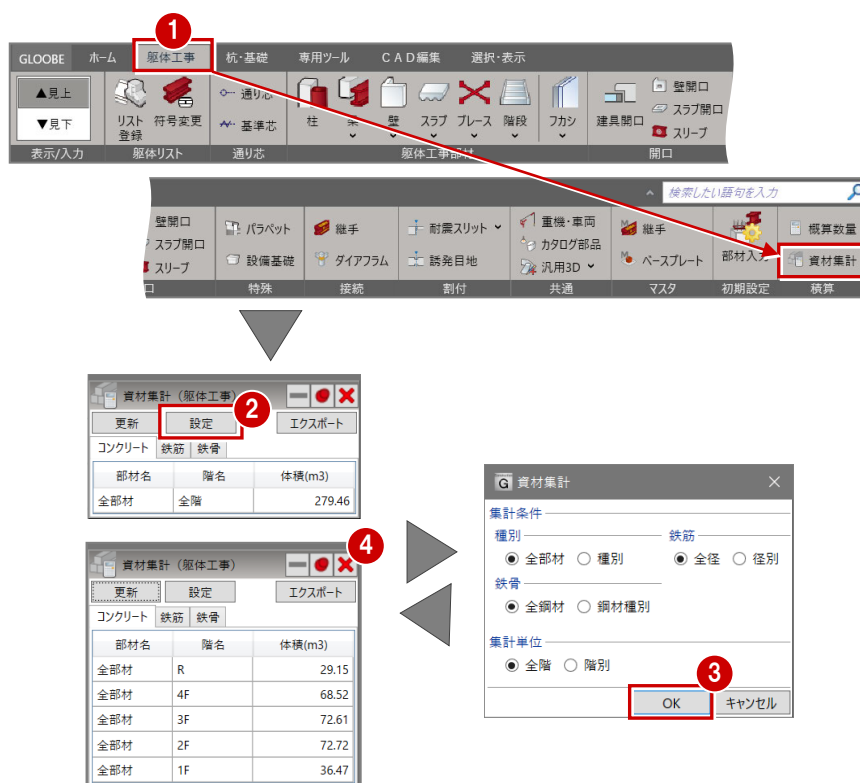 1
GLOOBE ホーム 躯体工事 杭・基礎 専用ツール ＣＡＤ編集 選択・表示
▲見上
▼見下
リスト登録 符号変更
通り芯
基準芯
柱 梁 壁 スラブ ブレース 階段 フカシ
建具開口
壁開口
スラブ開口
スリーブ
表示/入力 躯体リスト 通り芯 躯体工事部材 開口
検索したい語句を入力
壁開口 パラペット 継手 耐震スリット 重機・車両 継手 部材入力 概算数量
スラブ開口 カタログ部品
スリーブ 設備基礎 ダイアフラム 誘発目地 汎用3D ベースプレート 資材集計
口 特殊 接続 割付 共通 マスタ 初期設定 積算
資材集計（躯体工事）
2
更新 設定 エクスポート
コンクリート 鉄筋 鉄骨
部材名 階名 体積(m3)
全部材 全階 279.46
資材集計（躯体工事）
4
更新 設定 エクスポート
コンクリート 鉄筋 鉄骨
部材名 階名 体積(m3)
全部材 R 29.15
全部材 4F 68.52
全部材 3F 72.61
全部材 2F 72.72
全部材 1F 36.47
G 資材集計
集計条件
種別 鉄筋
全部材 種別 全径 径別
鉄骨
全鋼材 鋼材種別
集計単位
全階 階別
3
OK キャンセル